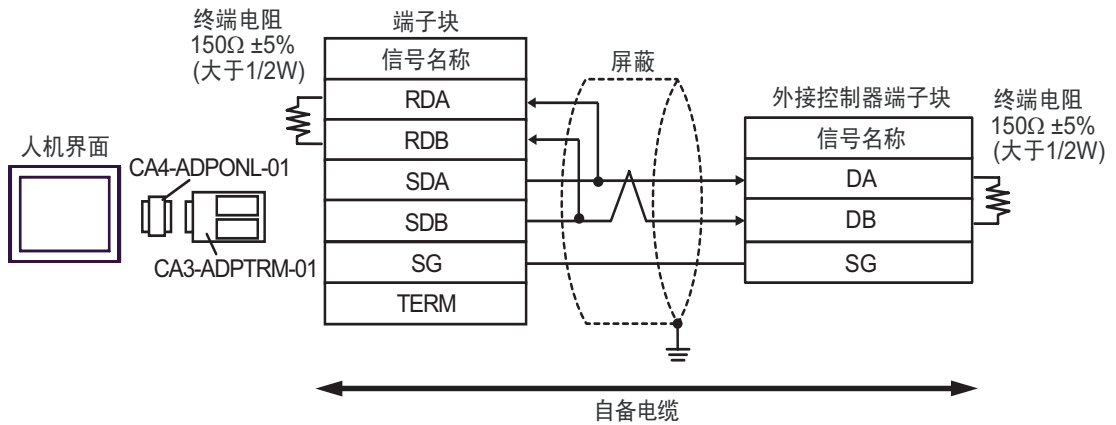 终端电阻
150Ω ±5%
(大于1/2W)
端子块
信号名称
RDA
RDB
SDA
SDB
SG
TERM
屏蔽
外接控制器端子块
信号名称
DA
DB
SG
终端电阻
150Ω ±5%
(大于1/2W)
人机界面
CA4-ADPONL-01
CA3-ADPTRM-01
自备电缆